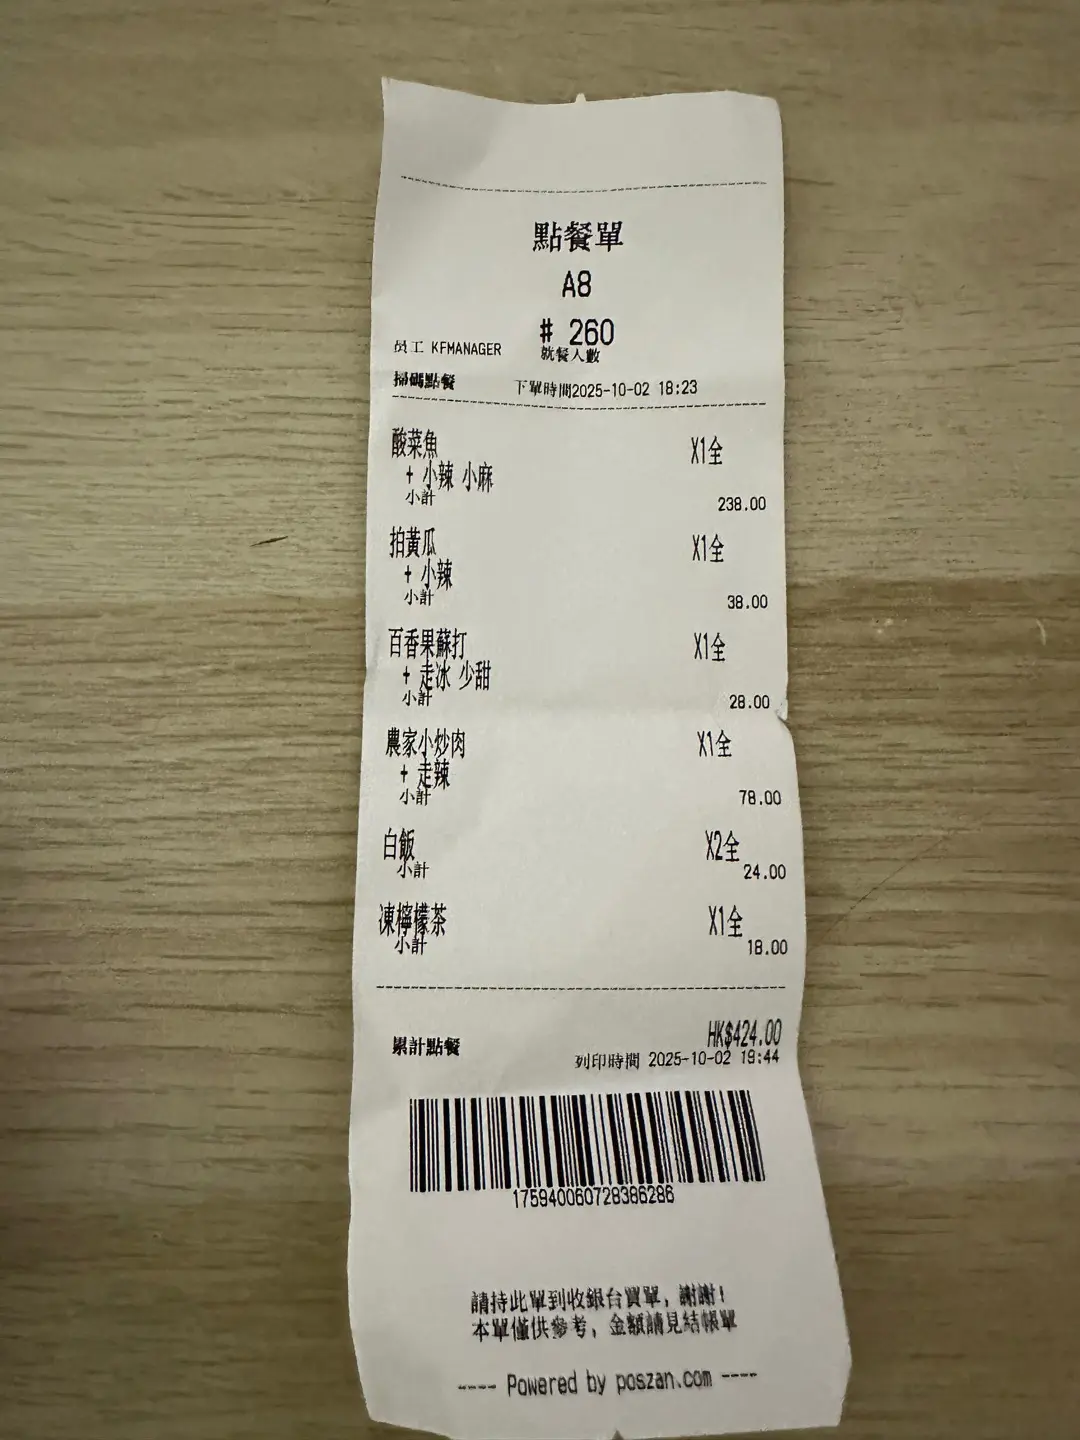 點餐單
A8
# 260
員工 KFMANAGER 就餐人數
掃碼點餐 下單時間2025-10-02 18:23
酸菜魚 X1全
+ 小辣 小麻
小計 238.00
拍黃瓜 X1全
+ 小辣
小計 38.00
百香果蘇打 X1全
+ 走冰 少甜
小計 28.00
農家小炒肉 X1全
+ 走辣
小計 78.00
白飯 X2全
小計 24.00
凍檸檬茶 X1全
小計 18.00
累計點餐 HK$424.00
列印時間 2025-10-02 19:44
175940060728386286
請持此單到收銀台買單，謝謝！
本單僅供參考，金額請見結帳單
---- Powered by poszan.com ----